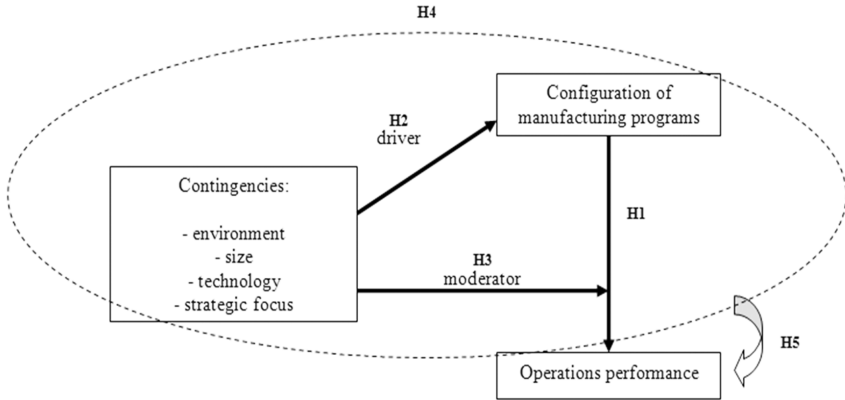 H4
Configuration of
manufacturing programs
H2
driver
Contingencies:
- environment
- size
- technology
- strategic focus
H1
H3
moderator
H5
Operations performance